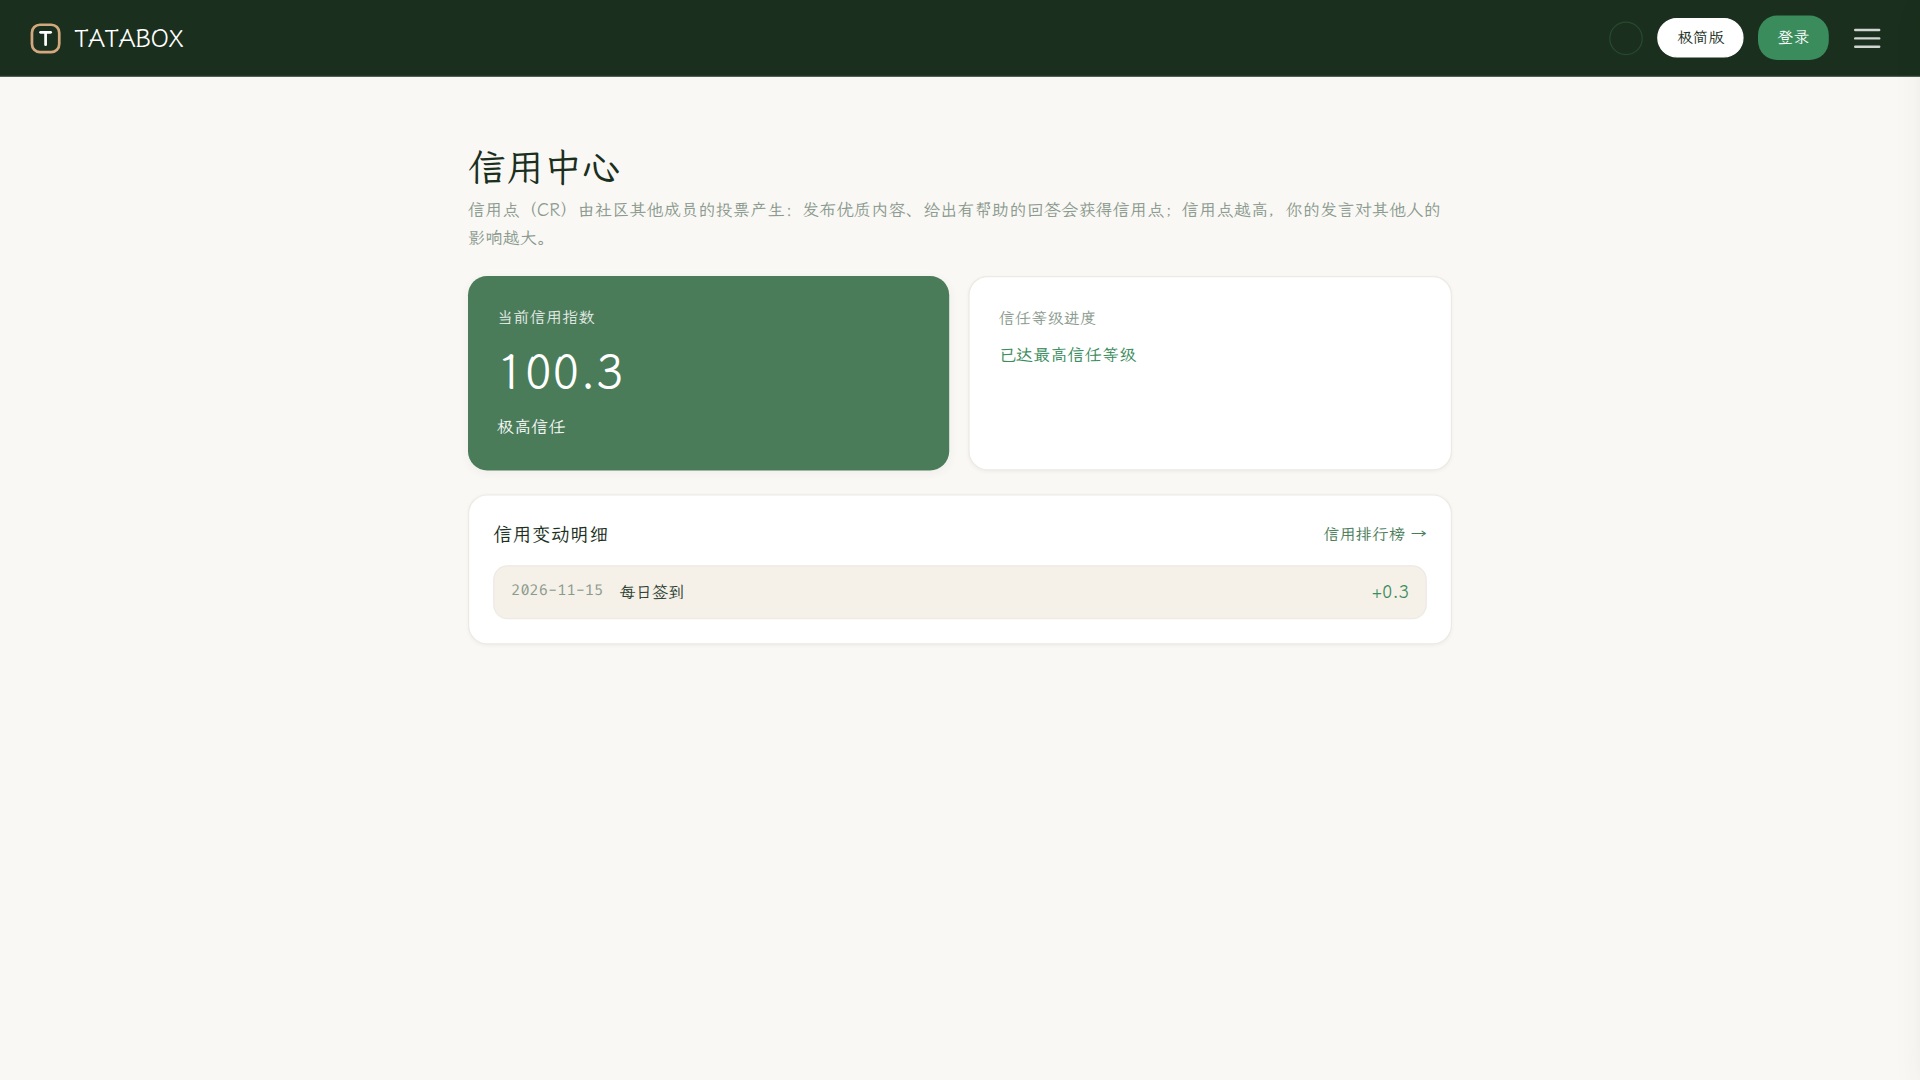 TATABOX
极简版
登录
信用中心
信用点（CR）由社区其他成员的投票产生：发布优质内容、给出有帮助的回答会获得信用点；信用点越高，你的发言对其他人的
影响越大。
当前信用指数
100.3
极高信任
信任等级进度
已达最高信任等级
信用变动明细
信用排行榜 →
2026-11-15 每日签到 +0.3